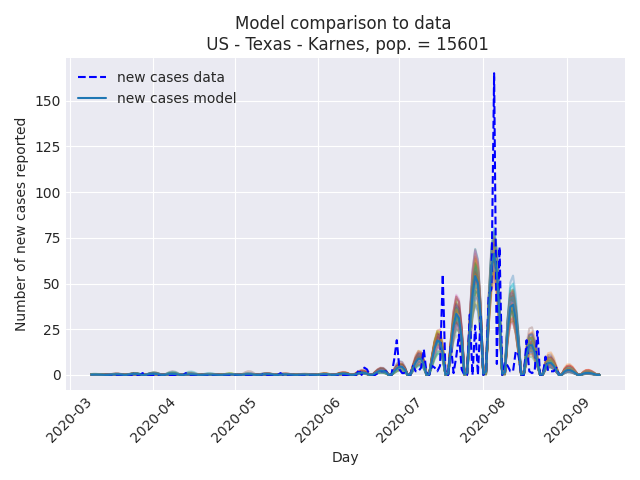 Model comparison to data
US - Texas - Karnes, pop. = 15601
new cases data
new cases model
Number of new cases reported
150
125
100
75
50
25
0
2020-03
2020-04
2020-05
2020-06
2020-07
2020-08
2020-09
Day